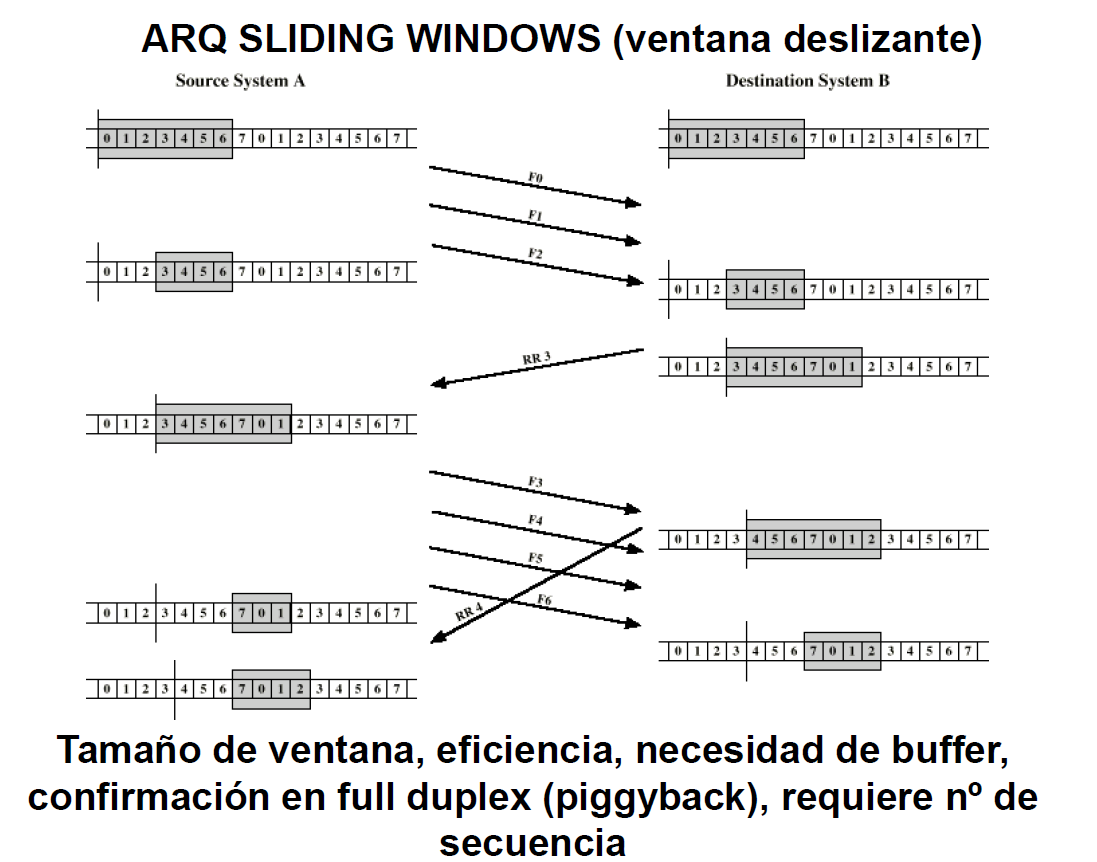 ARQ SLIDING WINDOWS (ventana deslizante)
Source System A
Destination System B
0 1 2 3 4 5 6 7 0 1 2 3 4 5 6 7
0 1 2 3 4 5 6 7 0 1 2 3 4 5 6 7
F0
F1
F2
0 1 2 3 4 5 6 7 0 1 2 3 4 5 6 7
0 1 2 3 4 5 6 7 0 1 2 3 4 5 6 7
RR 3
0 1 2 3 4 5 6 7 0 1 2 3 4 5 6 7
0 1 2 3 4 5 6 7 0 1 2 3 4 5 6 7
F3
F4
0 1 2 3 4 5 6 7 0 1 2 3 4 5 6 7
F5
F6
RR 4
0 1 2 3 4 5 6 7 0 1 2 3 4 5 6 7
0 1 2 3 4 5 6 7 0 1 2 3 4 5 6 7
0 1 2 3 4 5 6 7 0 1 2 3 4 5 6 7
Tamaño de ventana, eficiencia, necesidad de buffer,
confirmación en full duplex (piggyback), requiere nº de
secuencia